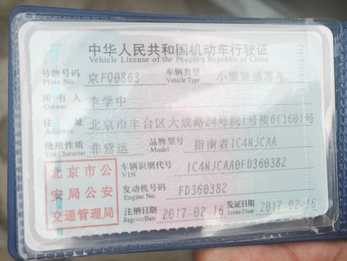 中华人民共和国机动车行驶证
Vehicle License of the People's Republic of China
号牌号码 京FQ0863 车辆类型 小型普通客车
Plate No. Vehicle Type
所有人 李学中
Owner
住址 北京市丰台区大成路24号院1号楼6门601号
Address
使用性质 非营运 品牌型号 指南者1C4NJCAA
Use Character Model
北京市公 车辆识别代号 1C4NJCAA0FD360382
VIN
安局公安 发动机号码 FD360382
Engine No.
交通管理局 注册日期 2017-02-16 发证日期 2017-02-16
Register Date Issue Date